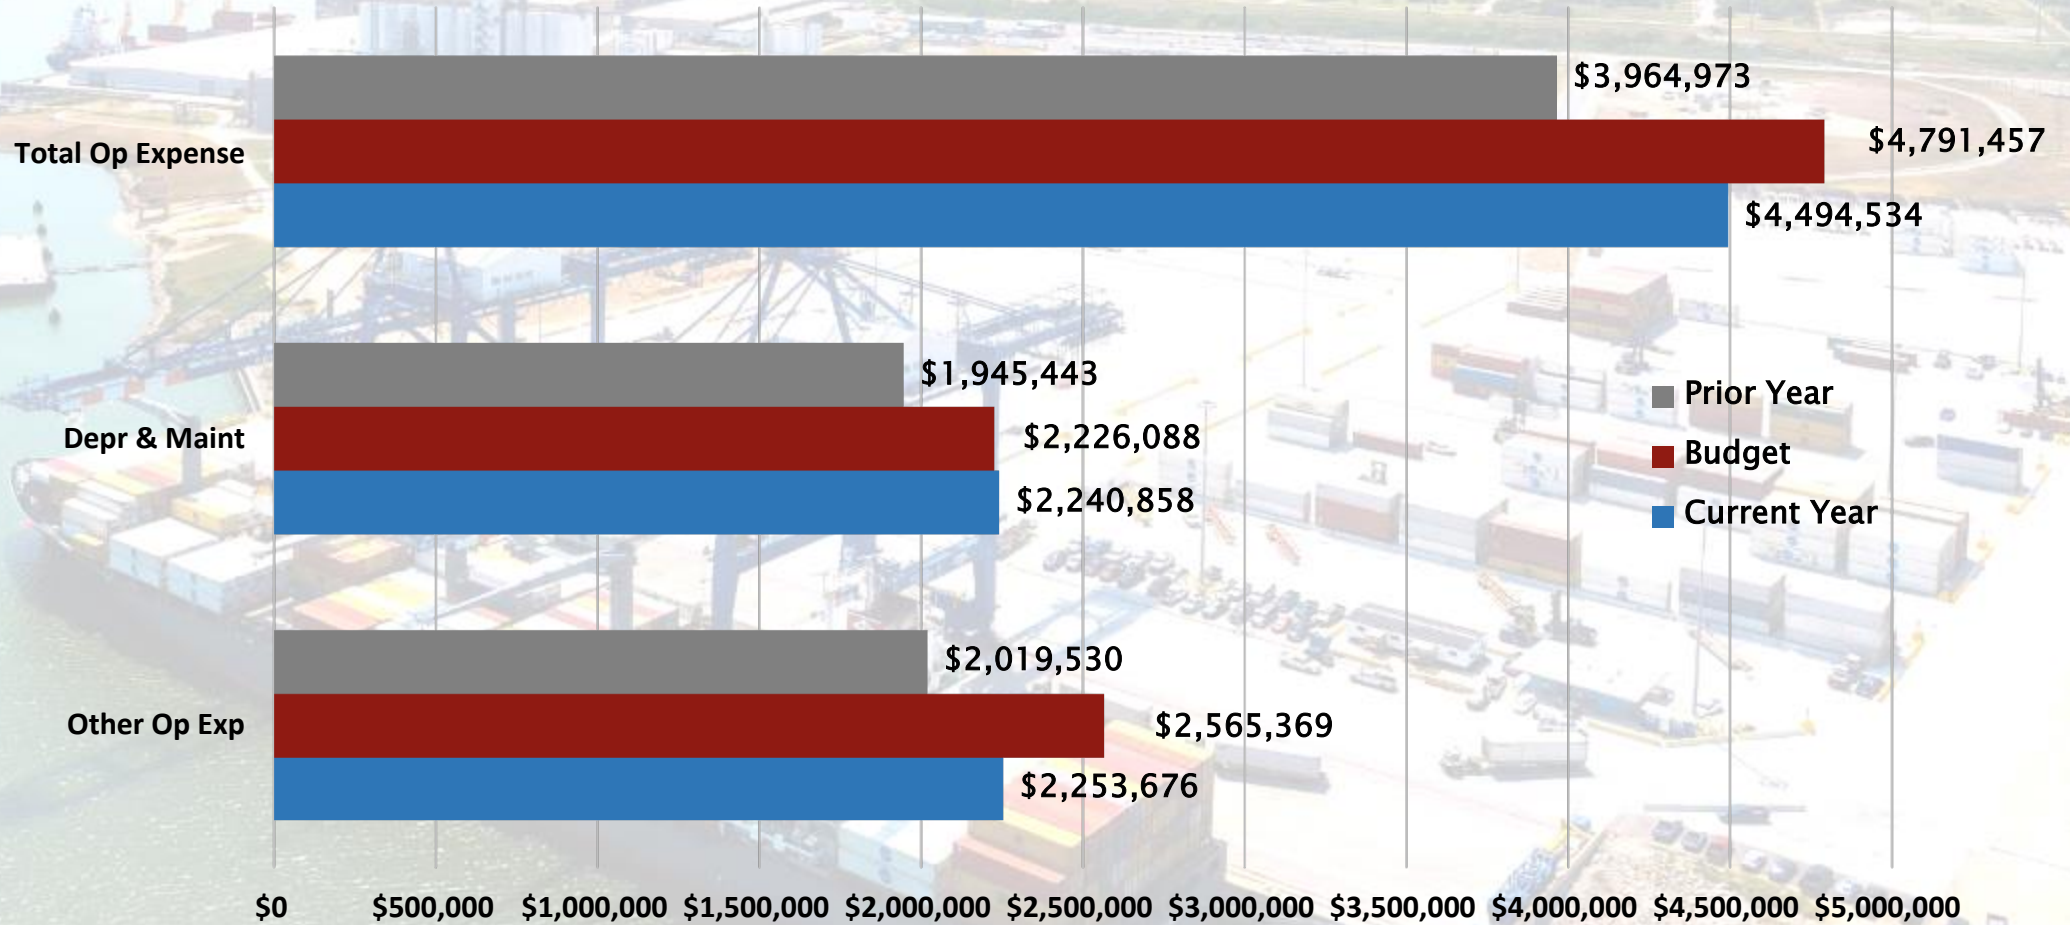 $3,964,973
Total Op Expense
$4,791,457
$4,494,534
$1,945,443
Depr & Maint
$2,226,088
$2,240,858
Prior Year
Budget
Current Year
$2,019,530
Other Op Exp
$2,565,369
$2,253,676
$0 $500,000 $1,000,000 $1,500,000 $2,000,000 $2,500,000 $3,000,000 $3,500,000 $4,000,000 $4,500,000 $5,000,000